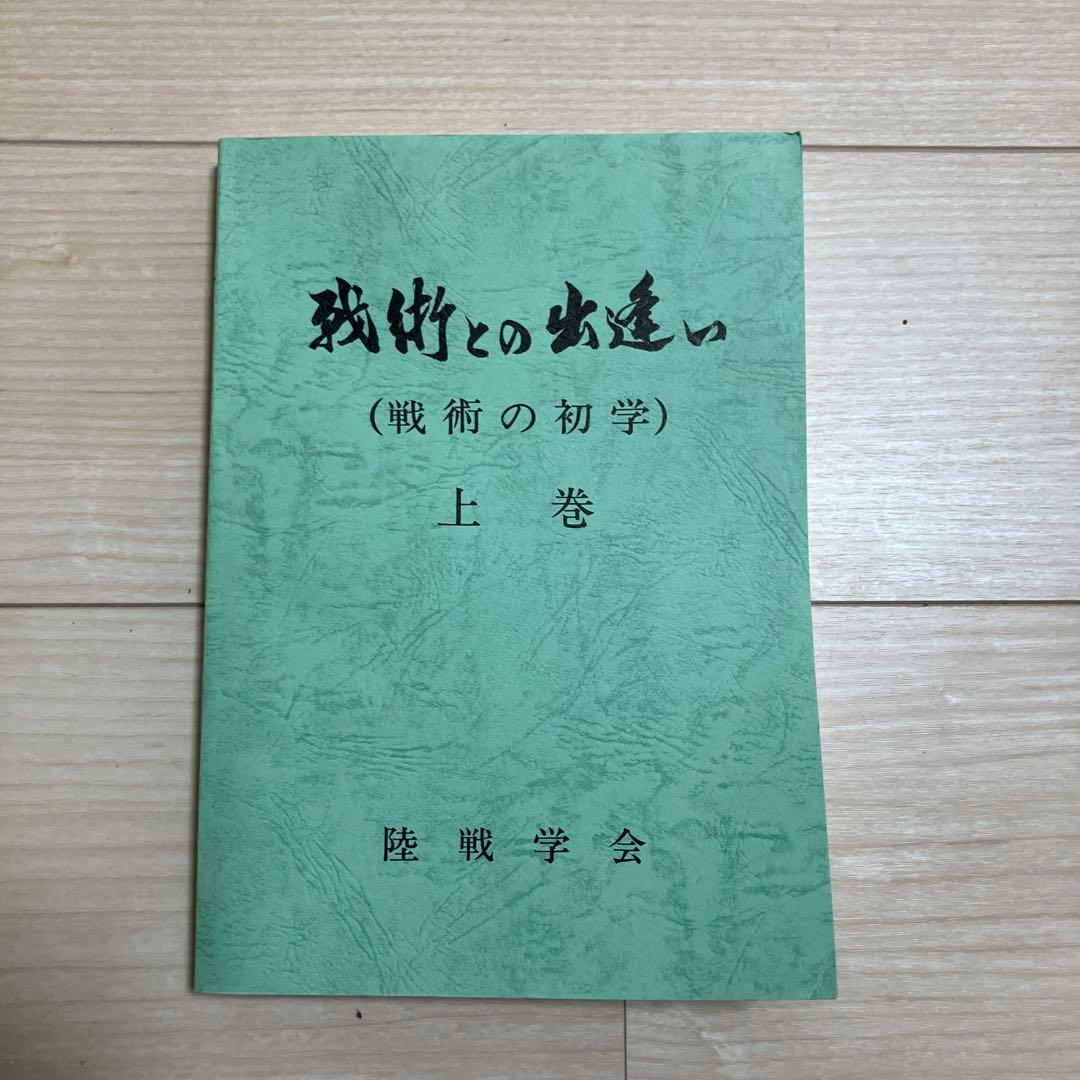 戦術との出逢い
(戦術の初学)
上巻
陸戦学会